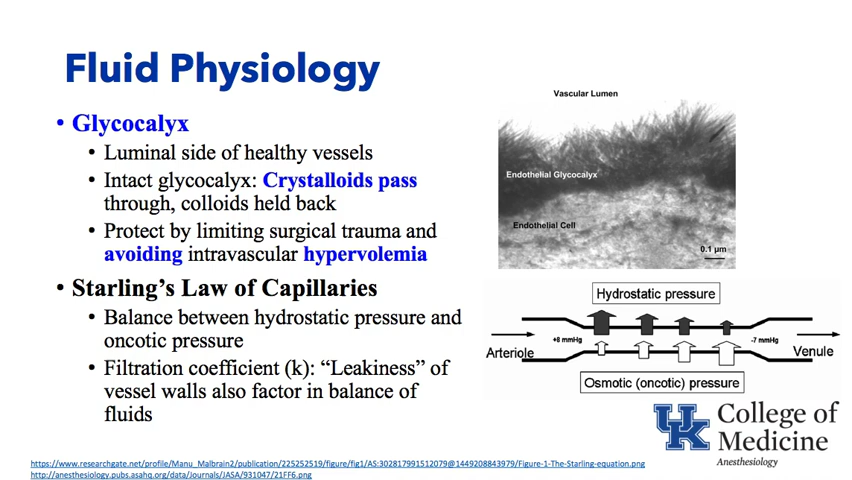 Fluid Physiology
• Glycocalyx
• Luminal side of healthy vessels
• Intact glycocalyx: Crystalloids pass
through, colloids held back
• Protect by limiting surgical trauma and
avoiding intravascular hypervolemia
• Starling's Law of Capillaries
• Balance between hydrostatic pressure and
oncotic pressure
• Filtration coefficient (k): “Leakiness” of
vessel walls also factor in balance of
fluids
Vascular Lumen
Endothelial Glycocalyx
Endothelial Cell
0.1 µm
Hydrostatic pressure
+8 mmHg
-7 mmHg
Arteriole
Venule
Osmotic (oncotic) pressure
UK College of
Medicine
Anesthesiology
https://www.researchgate.net/profile/Manu_Malbrain2/publication/225252519/figure/fig1/AS:302817991512079@1449208843979/Figure-1-The-Starling-equation.png
http://anesthesiology.pubs.asahq.org/data/Journals/JASA/931047/21FF6.png